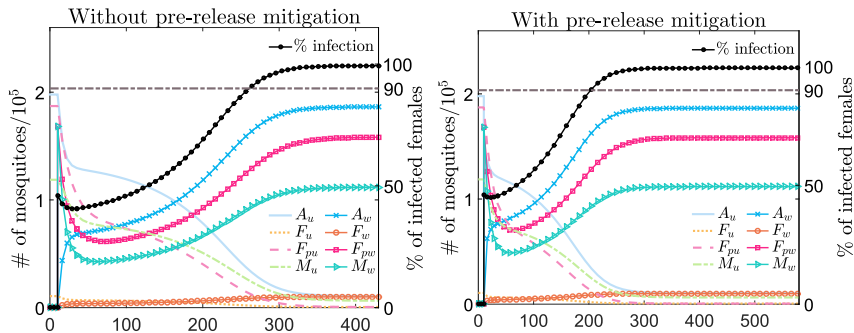 Without pre-release mitigation
% infection
# of mosquitoes/10^5
2
1
0
100
90
50
0
% of infected females
A_u
A_w
F_u
F_w
F_pu
F_pw
M_u
M_w
0
100
200
300
400
With pre-release mitigation
% infection
# of mosquitoes/10^5
2
1
0
100
90
50
0
% of infected females
A_u
A_w
F_u
F_w
F_pu
F_pw
M_u
M_w
0
100
200
300
400
500